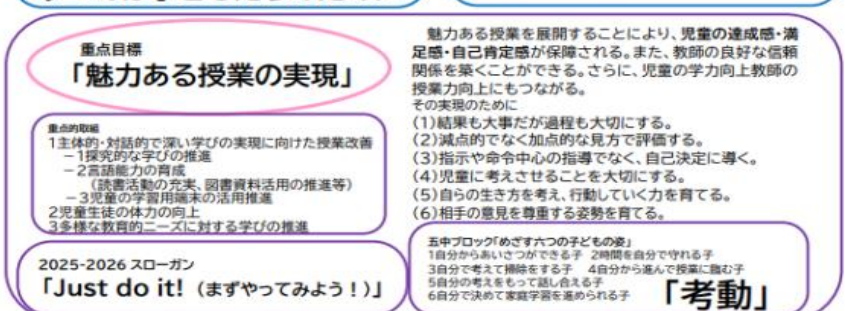 重点目標
「魅力ある授業の実現」
重点的取組
1主体的・対話的で深い学びの実現に向けた授業改善
－1探究的な学びの推進
－2言語能力の育成
（読書活動の充実、図書資料活用の推進等）
－3児童の学習用端末の活用推進
2児童生徒の体力の向上
3多様な教育的ニーズに対する学びの推進
2025-2026 スローガン
「Just do it! （まずやってみよう！）」
魅力ある授業を展開することにより、児童の達成感・満
足感・自己肯定感が保障される。また、教師の良好な信頼
関係を築くことができる。さらに、児童の学力向上教師の
授業力向上にもつながる。
その実現のために
(1)結果も大事だが過程も大切にする。
(2)減点的でなく加点的な見方で評価する。
(3)指示や命令中心の指導でなく、自己決定に導く。
(4)児童に考えさせることを大切にする。
(5)自らの生き方を考え、行動していく力を育てる。
(6)相手の意見を尊重する姿勢を育てる。
五中ブロック「めざす六つの子どもの姿」
1自分からあいさつができる子 2時間を自分で守れる子
3自分で考えて掃除をする子 4自分から進んで授業に臨む子
5自分の考えをもって話し合える子
6自分で決めて家庭学習を進められる子
「考動」